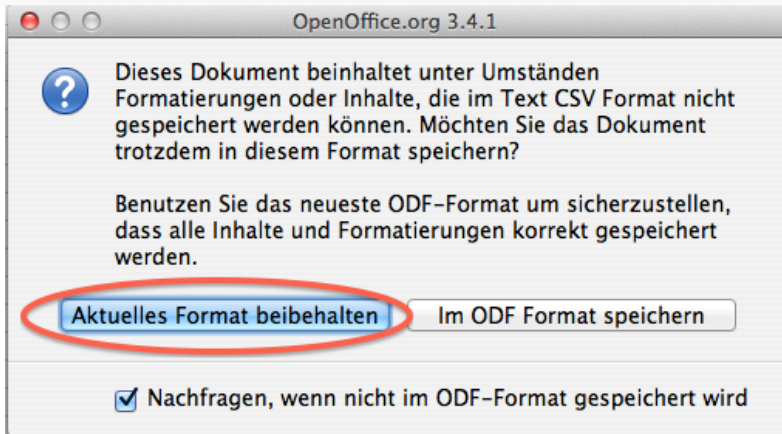 OpenOffice.org 3.4.1
Dieses Dokument beinhaltet unter Umständen
Formatierungen oder Inhalte, die im Text CSV Format nicht
gespeichert werden können. Möchten Sie das Dokument
trotzdem in diesem Format speichern?
Benutzen Sie das neueste ODF-Format um sicherzustellen,
dass alle Inhalte und Formatierungen korrekt gespeichert
werden.
Aktuelles Format beibehalten
Im ODF Format speichern
Nachfragen, wenn nicht im ODF-Format gespeichert wird